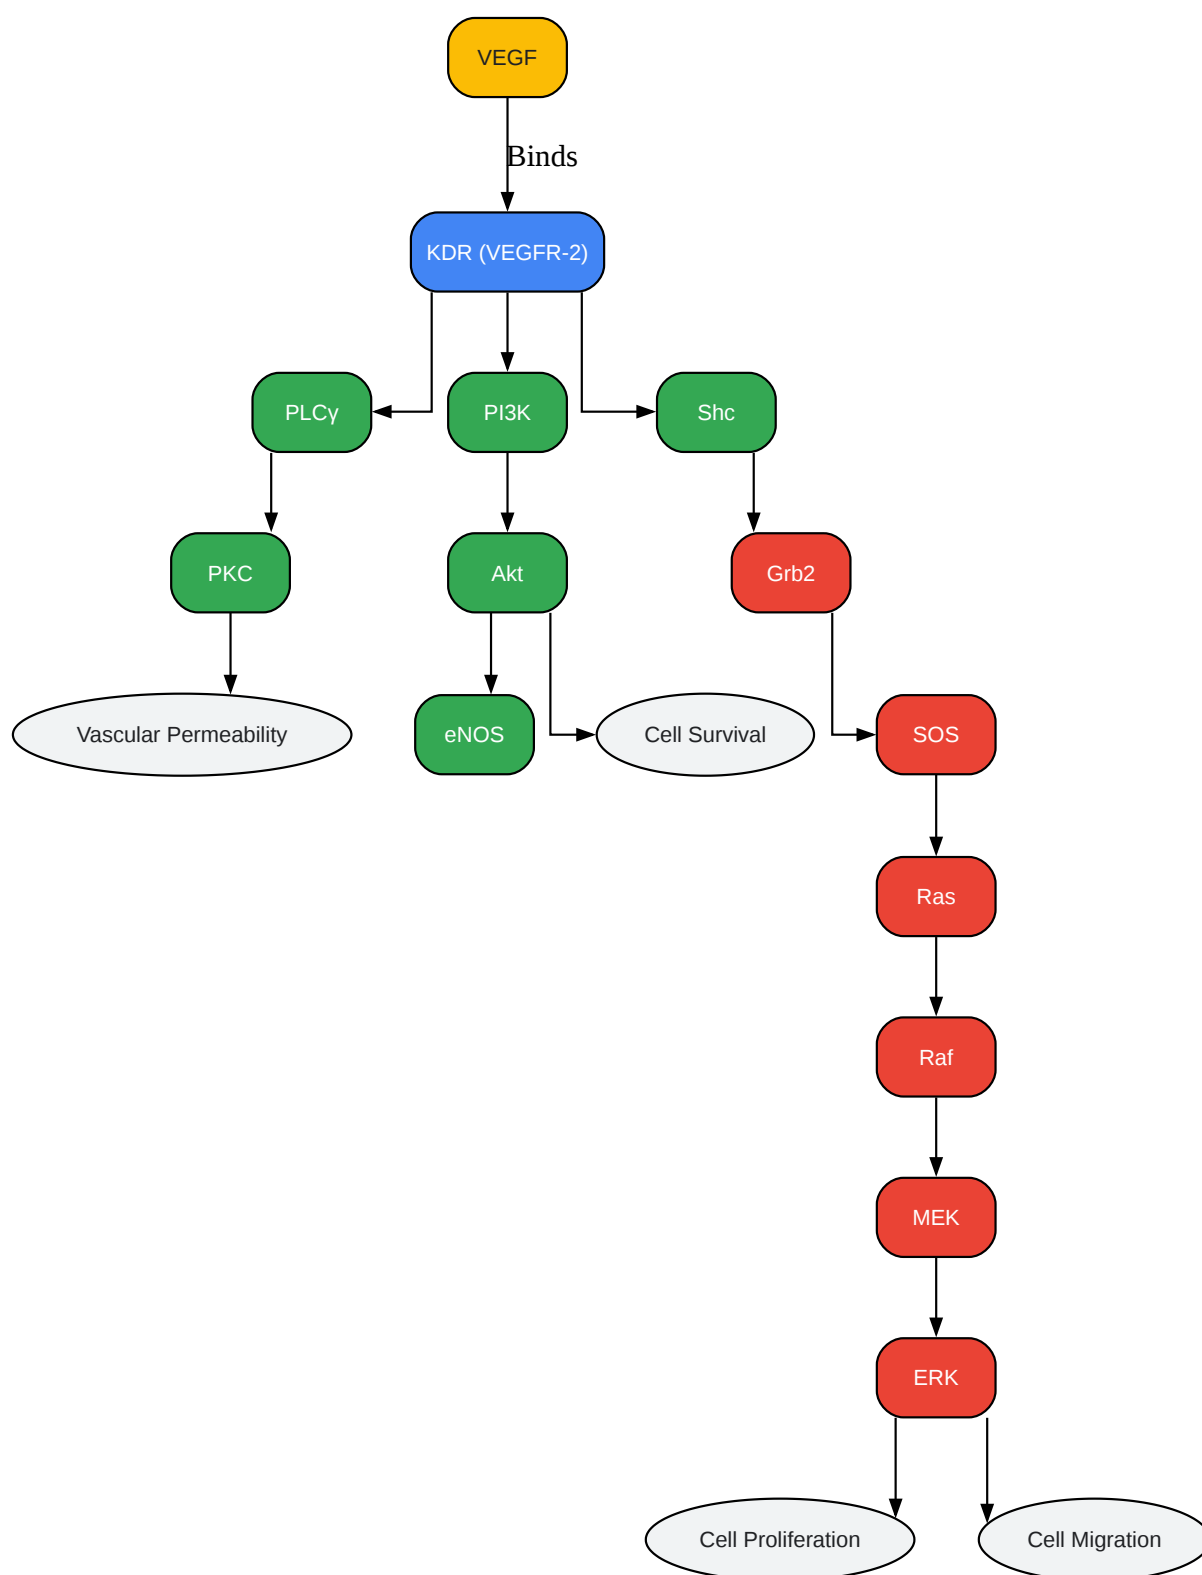 VEGF
Binds
KDR (VEGFR-2)
PLCγ
PI3K
Shc
PKC
Akt
Grb2
Vascular Permeability
eNOS
Cell Survival
SOS
Ras
Raf
MEK
ERK
Cell Proliferation
Cell Migration